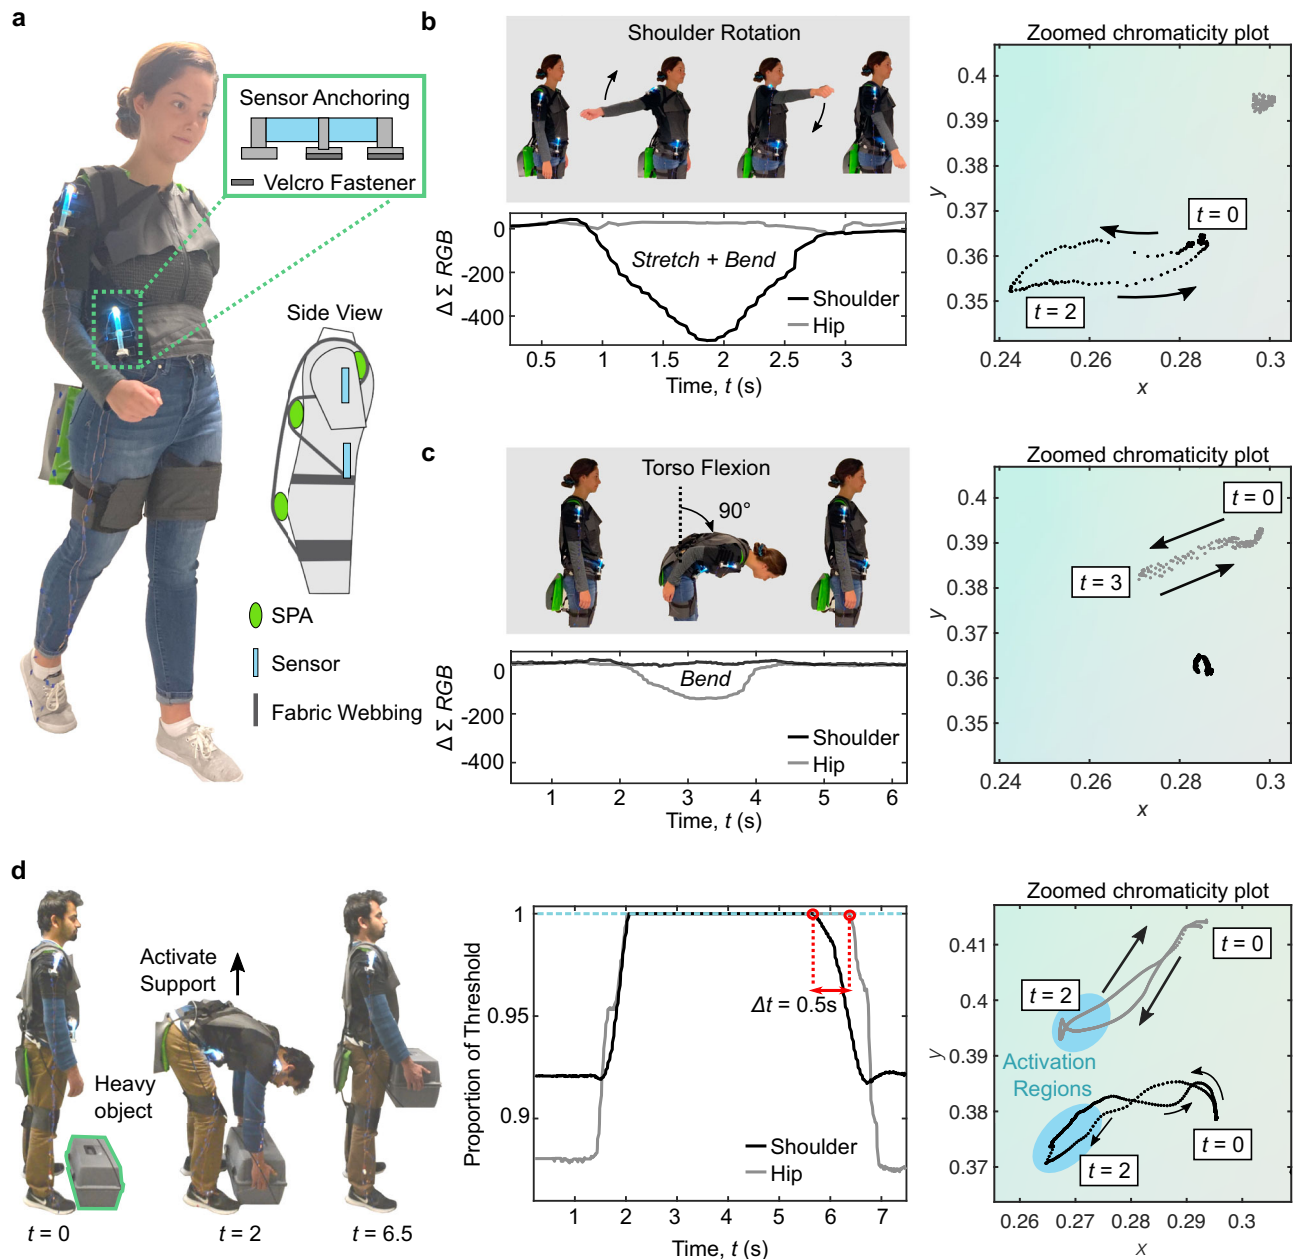 a
Sensor Anchoring
Velcro Fastener
Side View
SPA
Sensor
Fabric Webbing
b
Shoulder Rotation
0
-200
-400
Δ Σ RGB
Stretch + Bend
Shoulder
Hip
0.5 1 1.5 2 2.5 3
Time, t (s)
Zoomed chromaticity plot
0.4
0.39
0.38
0.37
0.36
0.35
y
t = 0
t = 2
0.24 0.26 0.28 0.3
x
c
Torso Flexion
90°
0
-200
-400
Δ Σ RGB
Bend
Shoulder
Hip
1 2 3 4 5 6
Time, t (s)
Zoomed chromaticity plot
0.4
0.39
0.38
0.37
0.36
0.35
y
t = 0
t = 3
0.24 0.26 0.28 0.3
x
d
Activate
Support
Heavy
object
t = 0 t = 2 t = 6.5
1
0.95
0.9
Proportion of Threshold
Δt = 0.5s
Shoulder
Hip
1 2 3 4 5 6 7
Time, t (s)
Zoomed chromaticity plot
0.41
0.4
0.39
0.38
0.37
y
t = 0
t = 2
Activation
Regions
t = 0
t = 2
0.26 0.27 0.28 0.29 0.3
x